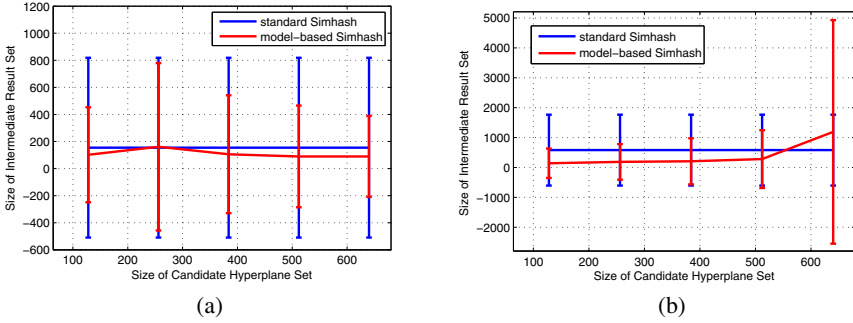 1200
1000
800
600
400
200
0
−200
−400
−600
100 200 300 400 500 600
Size of Intermediate Result Set
Size of Candidate Hyperplane Set
standard Simhash
model−based Simhash
(a)
5000
4000
3000
2000
1000
0
−1000
−2000
100 200 300 400 500 600
Size of Intermediate Result Set
Size of Candidate Hyperplane Set
standard Simhash
model−based Simhash
(b)